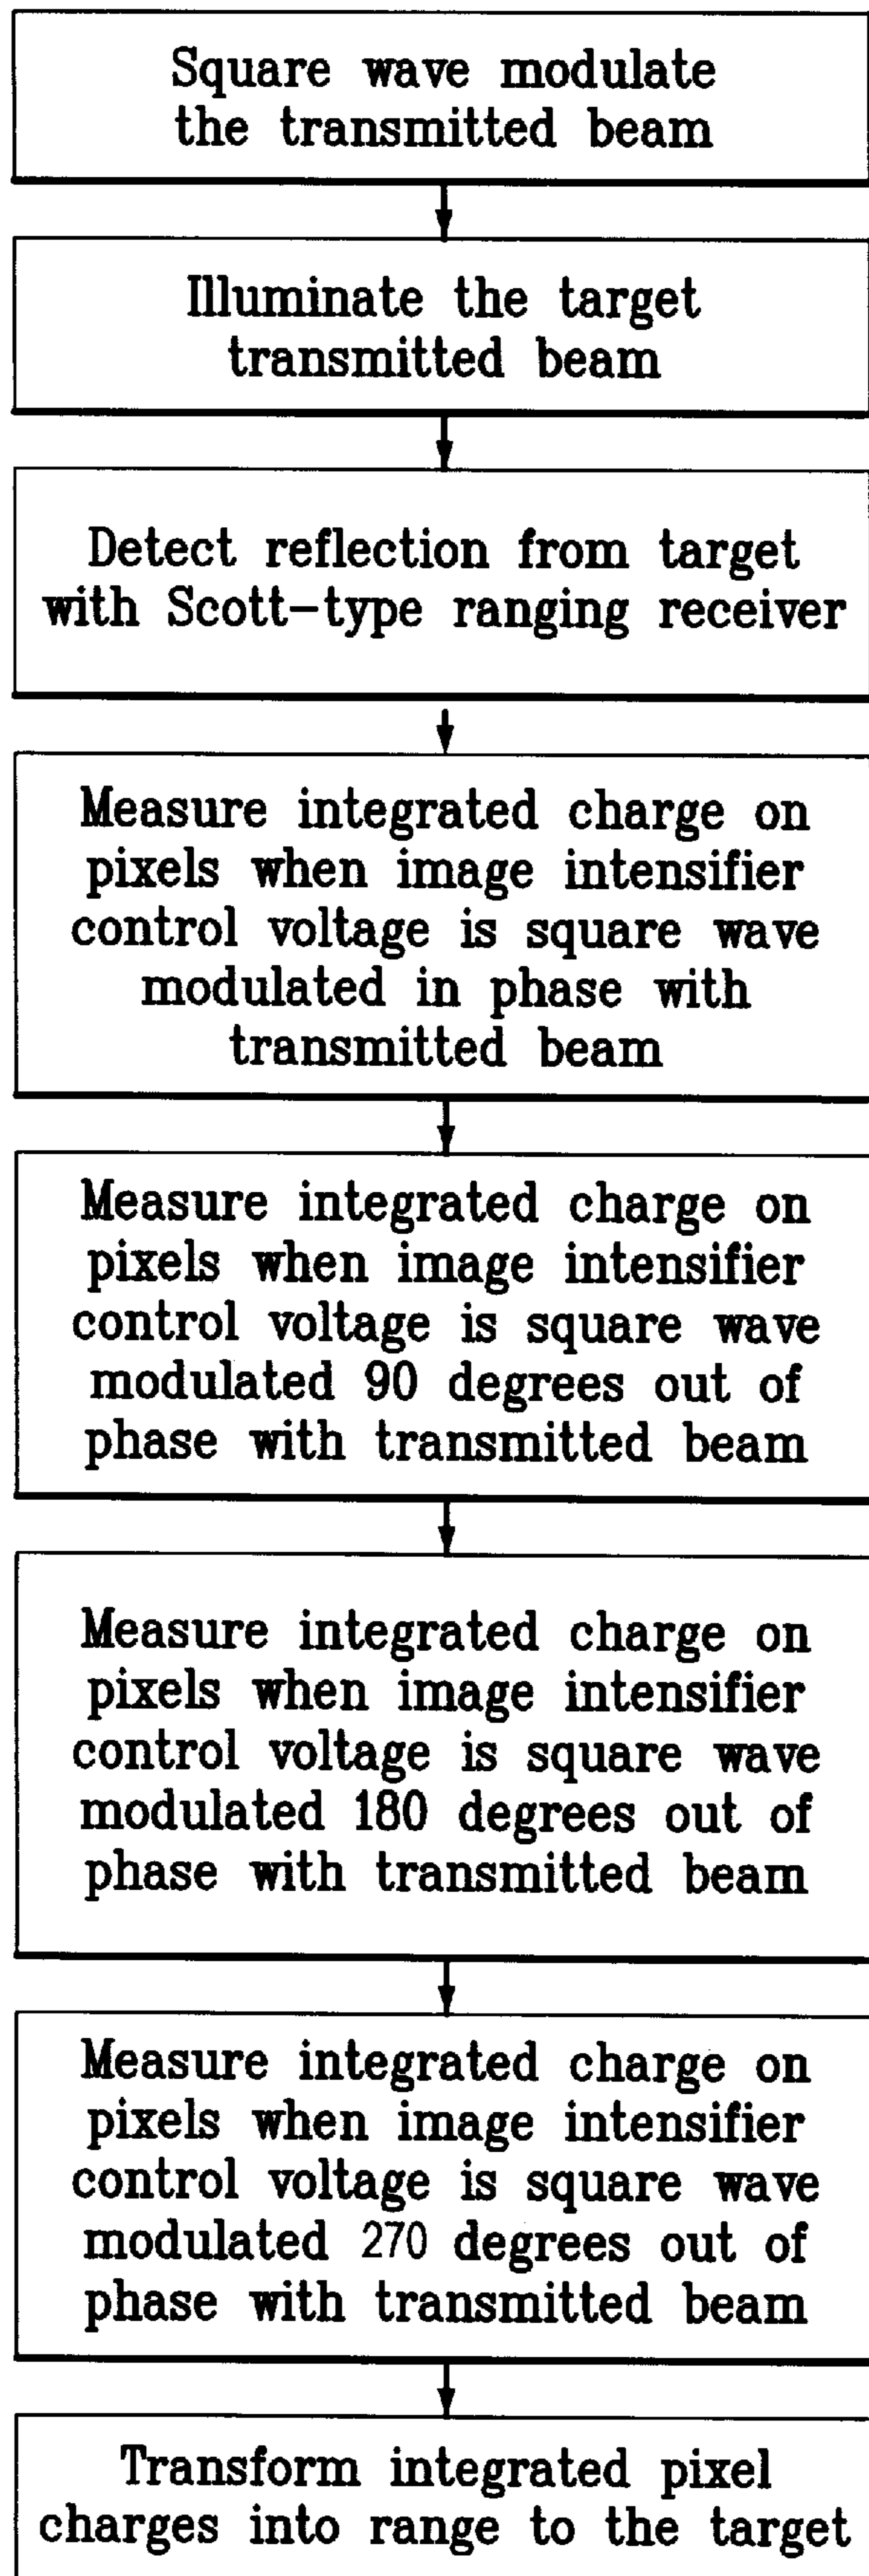 Square wave modulate
the transmitted beam
Illuminate the target
transmitted beam
Detect reflection from target
with Scott-type ranging receiver
Measure integrated charge on
pixels when image intensifier
control voltage is square wave
modulated in phase with
transmitted beam
Measure integrated charge on
pixels when image intensifier
control voltage is square wave
modulated 90 degrees out of
phase with transmitted beam
Measure integrated charge on
pixels when image intensifier
control voltage is square wave
modulated 180 degrees out of
phase with transmitted beam
Measure integrated charge on
pixels when image intensifier
control voltage is square wave
modulated 270 degrees out of
phase with transmitted beam
Transform integrated pixel
charges into range to the target